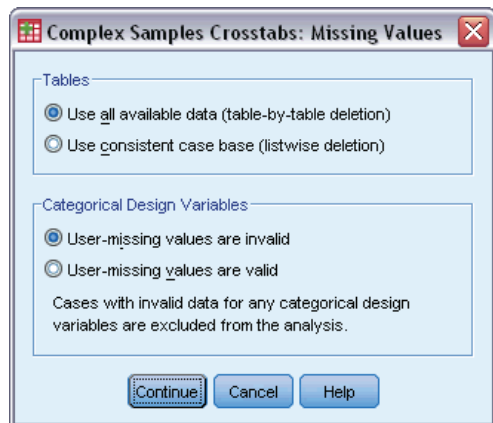 Complex Samples Crosstabs: Missing Values
Tables
Use all available data (table-by-table deletion)
Use consistent case base (listwise deletion)
Categorical Design Variables
User-missing values are invalid
User-missing values are valid
Cases with invalid data for any categorical design
variables are excluded from the analysis.
Continue Cancel Help